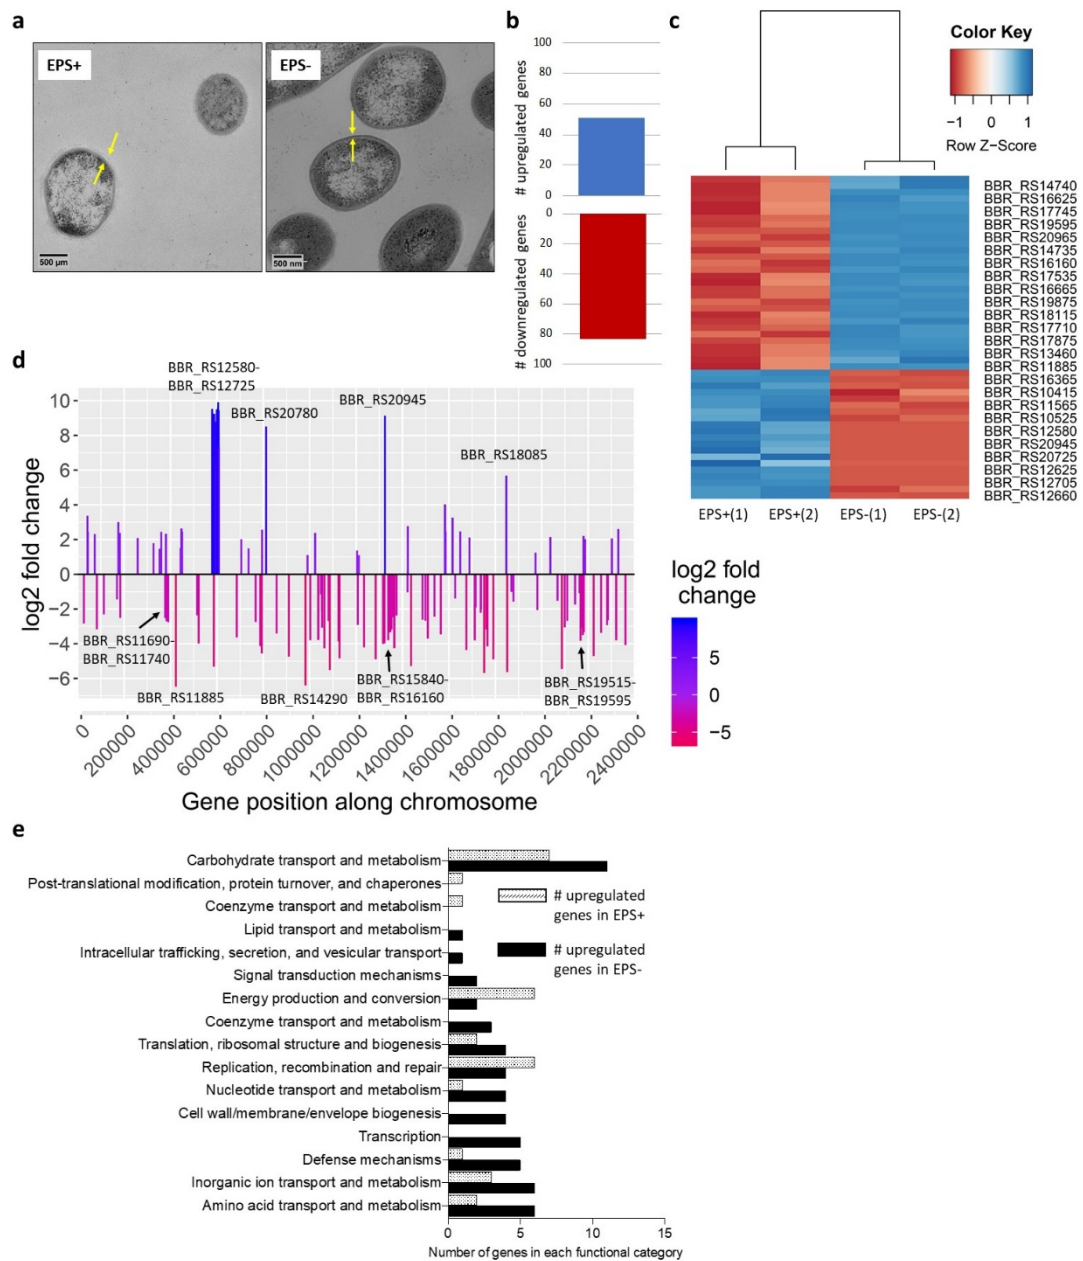 a
EPS+
500 µm
EPS-
500 nm
b
# upregulated genes
100
80
60
40
20
0
# downregulated genes
0
20
40
60
80
100
c
Color Key
−1
0
1
Row Z−Score
BBR_RS14740
BBR_RS16625
BBR_RS17745
BBR_RS19595
BBR_RS20965
BBR_RS14735
BBR_RS16160
BBR_RS17535
BBR_RS16665
BBR_RS19875
BBR_RS18115
BBR_RS17710
BBR_RS17875
BBR_RS13460
BBR_RS11885
BBR_RS16365
BBR_RS10415
BBR_RS11565
BBR_RS10525
BBR_RS12580
BBR_RS20945
BBR_RS20725
BBR_RS12625
BBR_RS12705
BBR_RS12660
EPS+(1)
EPS+(2)
EPS-(1)
EPS-(2)
d
BBR_RS12580-
BBR_RS12725
BBR_RS20780
BBR_RS20945
BBR_RS18085
log2 fold change
10
8
6
4
2
0
−2
−4
−6
BBR_RS11690-
BBR_RS11740
BBR_RS11885
BBR_RS14290
BBR_RS15840-
BBR_RS16160
BBR_RS19515-
BBR_RS19595
0
200000
400000
600000
800000
1000000
1200000
1400000
1600000
1800000
2000000
2200000
2400000
Gene position along chromosome
log2 fold
change
5
0
−5
e
Carbohydrate transport and metabolism
Post-translational modification, protein turnover, and chaperones
Coenzyme transport and metabolism
Lipid transport and metabolism
Intracellular trafficking, secretion, and vesicular transport
Signal transduction mechanisms
Energy production and conversion
Coenzyme transport and metabolism
Translation, ribosomal structure and biogenesis
Replication, recombination and repair
Nucleotide transport and metabolism
Cell wall/membrane/envelope biogenesis
Transcription
Defense mechanisms
Inorganic ion transport and metabolism
Amino acid transport and metabolism
# upregulated
genes in EPS+
# upregulated
genes in EPS-
0
5
10
15
Number of genes in each functional category